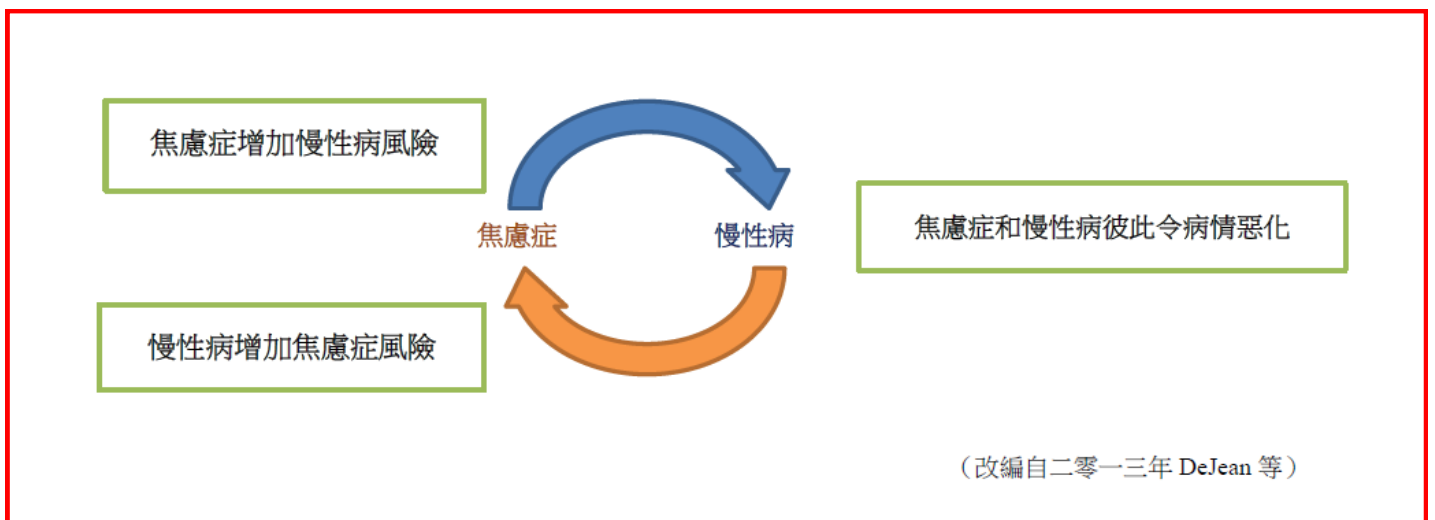 焦慮症增加慢性病風險
焦慮症
慢性病
焦慮症和慢性病彼此令病情惡化
慢性病增加焦慮症風險
（改編自二零一三年 DeJean 等）